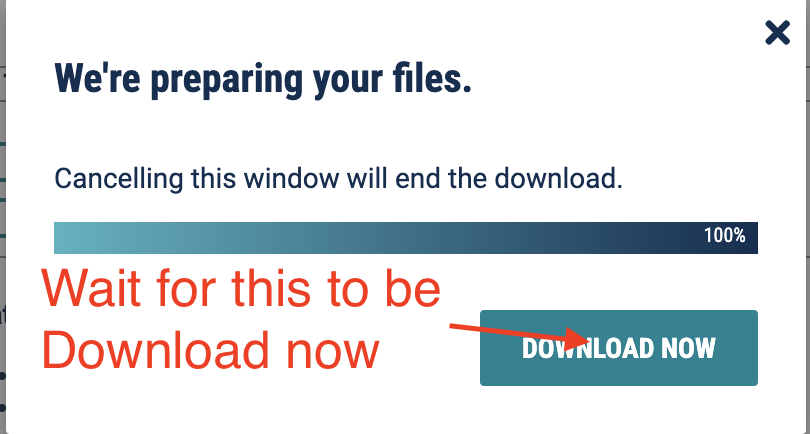 We're preparing your files.
Cancelling this window will end the download.
100%
Wait for this to be
Download now
DOWNLOAD NOW